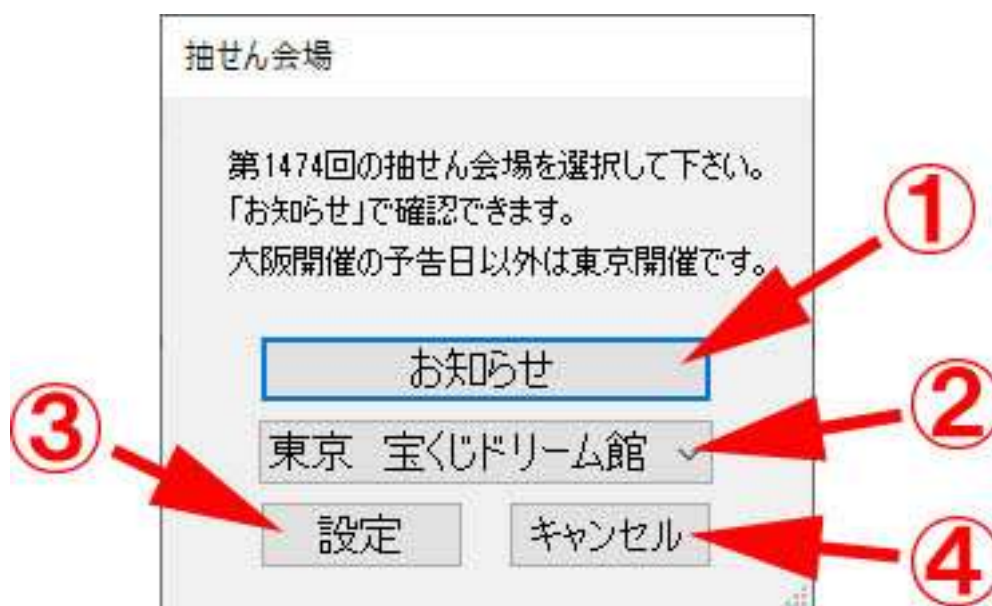 抽せん会場
第1474回の抽せん会場を選択して下さい。
「お知らせ」で確認できます。
大阪開催の予告日以外は東京開催です。
①
お知らせ
②
東京　宝くじドリーム館
③
設定
キャンセル
④